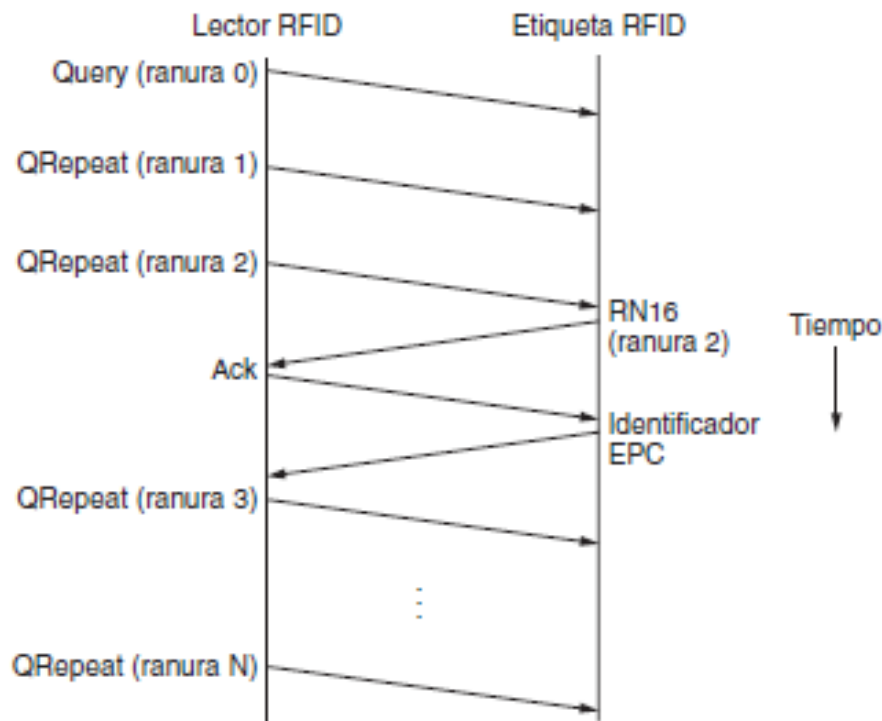 Lector RFID
Etiqueta RFID
Query (ranura 0)
QRepeat (ranura 1)
QRepeat (ranura 2)
RN16
(ranura 2)
Tiempo
Ack
Identificador
EPC
QRepeat (ranura 3)
QRepeat (ranura N)